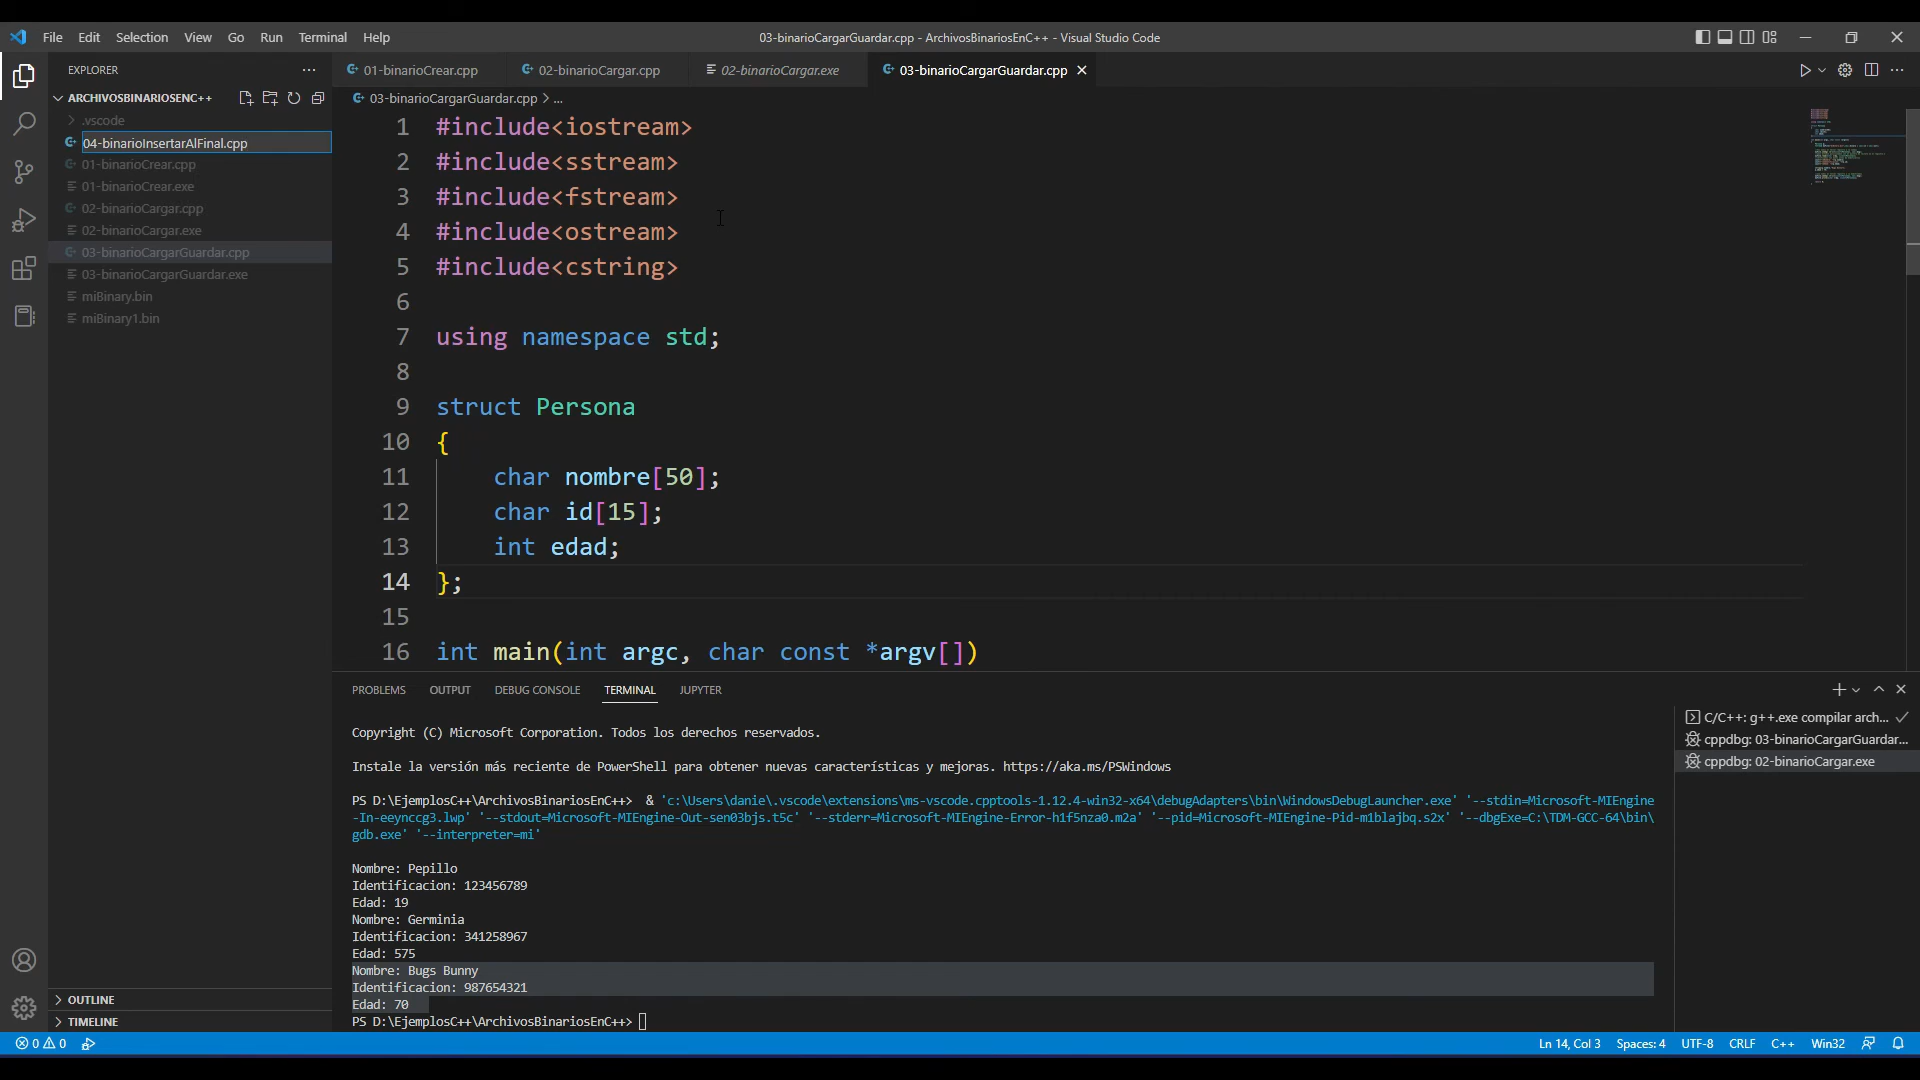 File Edit Selection View Go Run Terminal Help
03-binarioCargarGuardar.cpp - ArchivosBinariosEnC++ - Visual Studio Code
EXPLORER
ARCHIVOSBINARIOSENC++
.vscode
04-binarioInsertarAlFinal.cpp
01-binarioCrear.cpp
01-binarioCrear.exe
02-binarioCargar.cpp
02-binarioCargar.exe
03-binarioCargarGuardar.cpp
03-binarioCargarGuardar.exe
miBinary.bin
miBinary1.bin
OUTLINE
TIMELINE
01-binarioCrear.cpp 02-binarioCargar.cpp 02-binarioCargar.exe 03-binarioCargarGuardar.cpp
03-binarioCargarGuardar.cpp > ...
1 #include<iostream>
2 #include<sstream>
3 #include<fstream>
4 #include<ostream>
5 #include<cstring>
6
7 using namespace std;
8
9 struct Persona
10 {
11 char nombre[50];
12 char id[15];
13 int edad;
14 };
15
16 int main(int argc, char const *argv[])
PROBLEMS OUTPUT DEBUG CONSOLE TERMINAL JUPYTER
Copyright (C) Microsoft Corporation. Todos los derechos reservados.
Instale la versión más reciente de PowerShell para obtener nuevas características y mejoras. https://aka.ms/PSWindows
PS D:\EjemplosC++\ArchivosBinariosEnC++> & 'c:\Users\danie\.vscode\extensions\ms-vscode.cpptools-1.12.4-win32-x64\debugAdapters\bin\WindowsDebugLauncher.exe' '--stdin=Microsoft-MIEngine
-In-eeynccg3.lwp' '--stdout=Microsoft-MIEngine-Out-sen03bjs.t5c' '--stderr=Microsoft-MIEngine-Error-h1f5nza0.m2a' '--pid=Microsoft-MIEngine-Pid-m1blajbq.s2x' '--dbgExe=C:\TDM-GCC-64\bin\
gdb.exe' '--interpreter=mi'
Nombre: Pepillo
Identificacion: 123456789
Edad: 19
Nombre: Germinia
Identificacion: 341258967
Edad: 575
Nombre: Bugs Bunny
Identificacion: 987654321
Edad: 70
PS D:\EjemplosC++\ArchivosBinariosEnC++>
C/C++: g++.exe compilar arch...
cppdbg: 03-binarioCargarGuardar...
cppdbg: 02-binarioCargar.exe
0 0
Ln 14, Col 3 Spaces: 4 UTF-8 CRLF C++ Win32